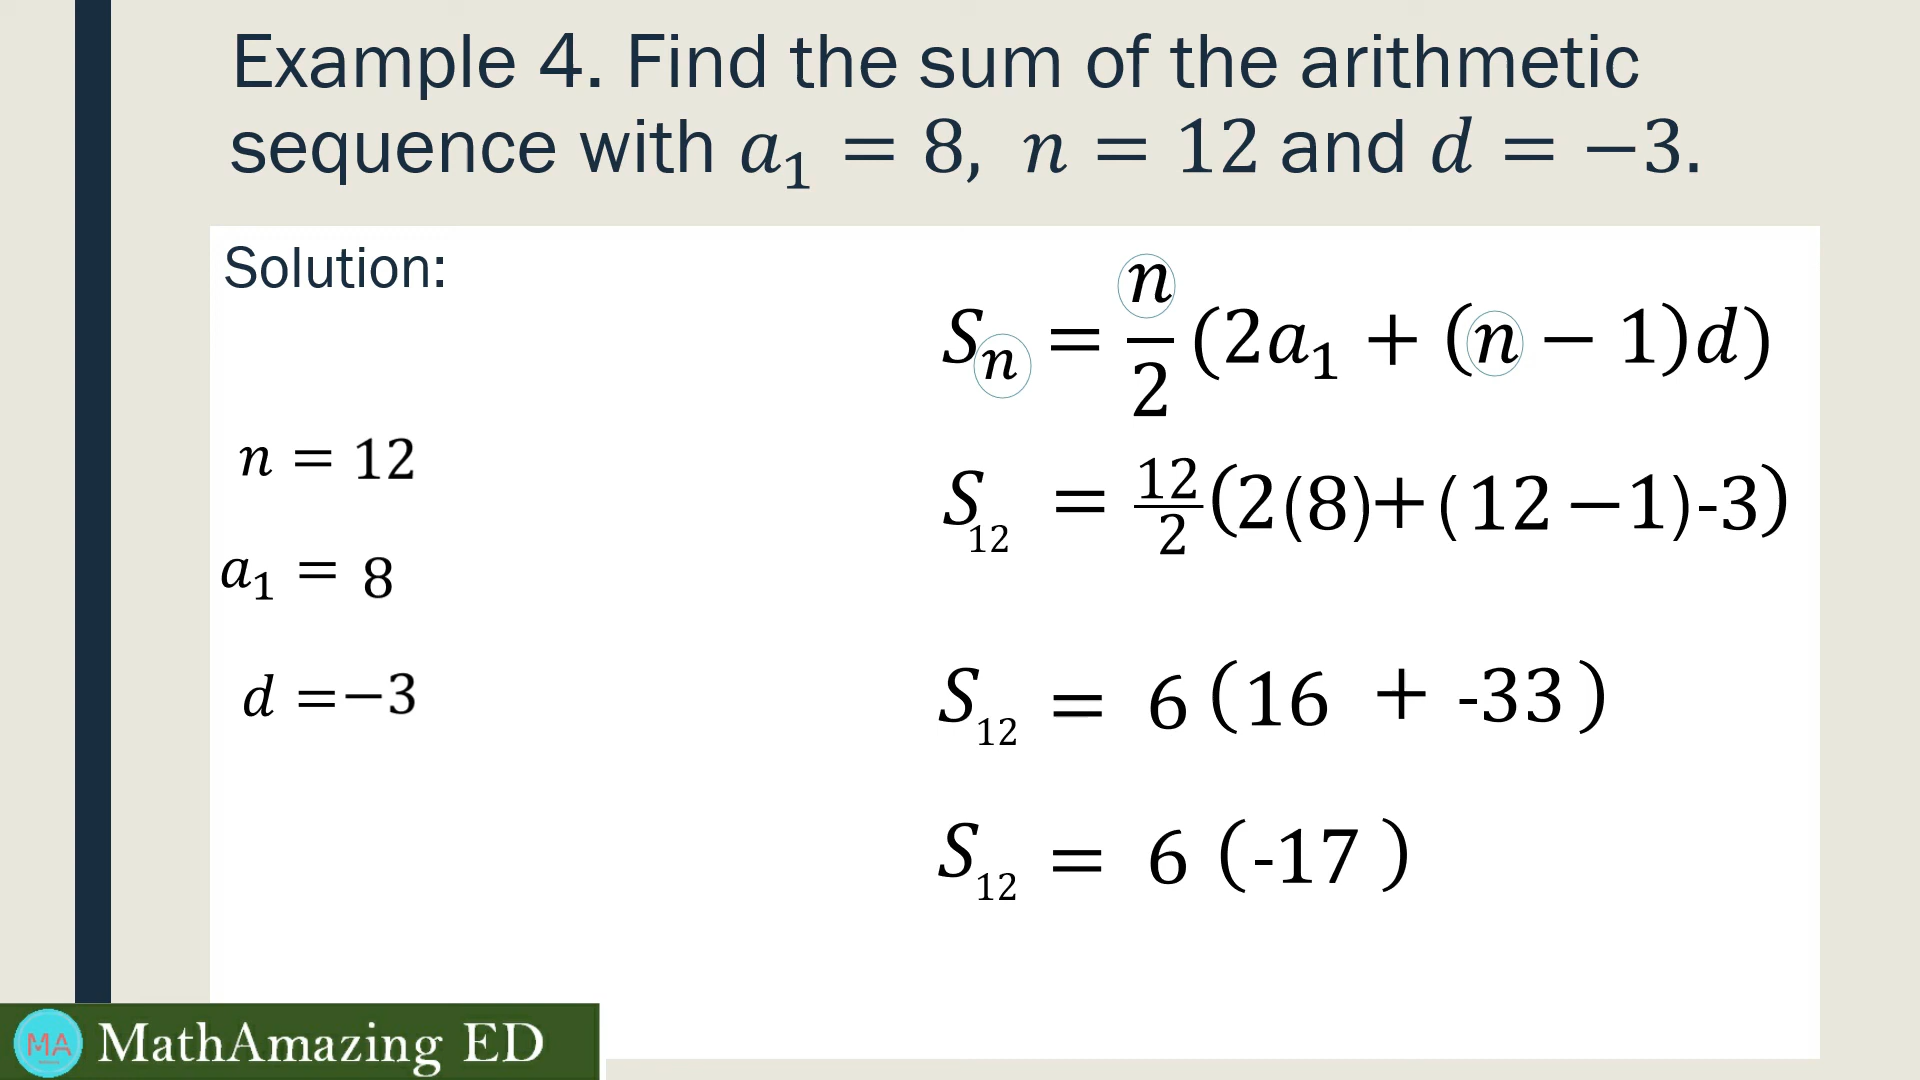 Example 4. Find the sum of the arithmetic
sequence with a₁ = 8, n = 12 and d = −3.
Solution:
Sₙ = n/2 (2a₁ + (n − 1)d)
n = 12
S₁₂ = 12/2 (2(8)+(12−1)-3)
a₁ = 8
d =−3
S₁₂ = 6 (16 + -33)
S₁₂ = 6 (-17)
MA
MathAmazing ED